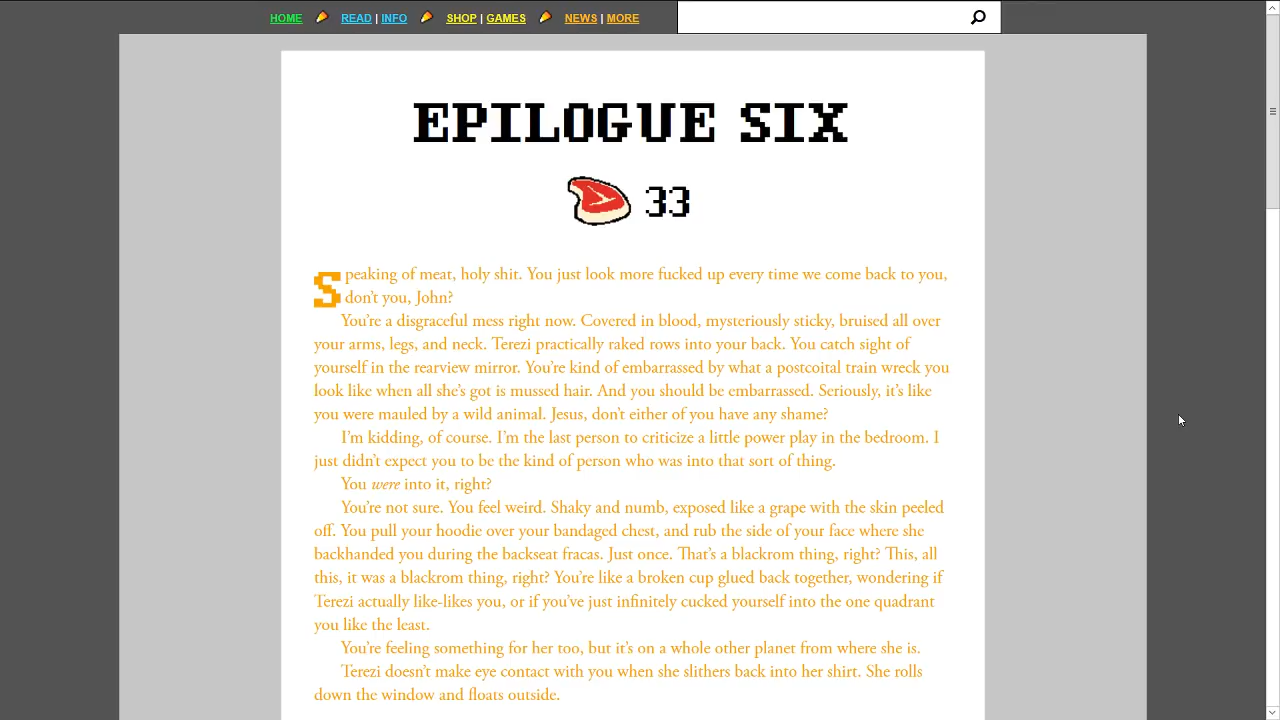 HOME READ | INFO SHOP | GAMES NEWS | MORE
EPILOGUE SIX
33
Speaking of meat, holy shit. You just look more fucked up every time we come back to you,
don't you, John?
You're a disgraceful mess right now. Covered in blood, mysteriously sticky, bruised all over
your arms, legs, and neck. Terezi practically raked rows into your back. You catch sight of
yourself in the rearview mirror. You're kind of embarrassed by what a postcoital train wreck you
look like when all she's got is mussed hair. And you should be embarrassed. Seriously, it's like
you were mauled by a wild animal. Jesus, don't either of you have any shame?
I'm kidding, of course. I'm the last person to criticize a little power play in the bedroom. I
just didn't expect you to be the kind of person who was into that sort of thing.
You were into it, right?
You're not sure. You feel weird. Shaky and numb, exposed like a grape with the skin peeled
off. You pull your hoodie over your bandaged chest, and rub the side of your face where she
backhanded you during the backseat fracas. Just once. That's a blackrom thing, right? This, all
this, it was a blackrom thing, right? You're like a broken cup glued back together, wondering if
Terezi actually like-likes you, or if you've just infinitely cucked yourself into the one quadrant
you like the least.
You're feeling something for her too, but it's on a whole other planet from where she is.
Terezi doesn't make eye contact with you when she slithers back into her shirt. She rolls
down the window and floats outside.